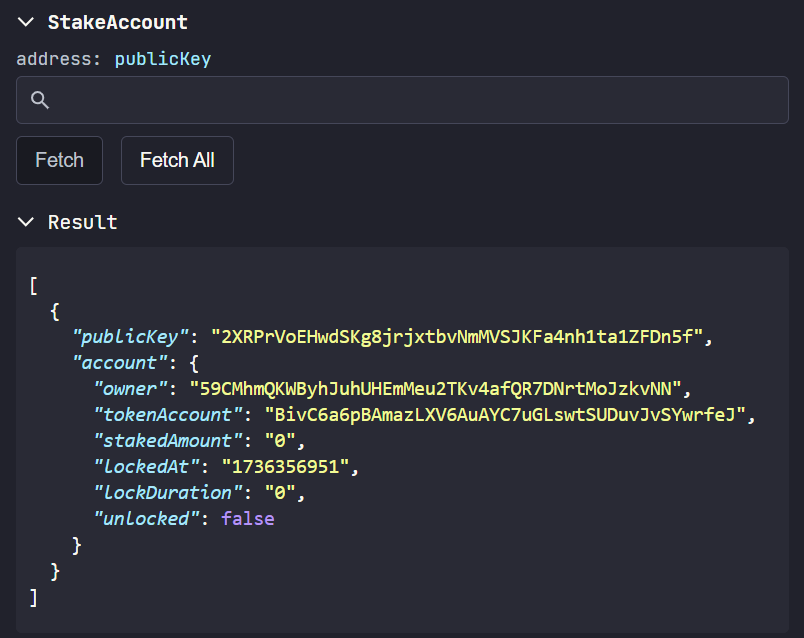 StakeAccount
address: publicKey
Fetch Fetch All
Result
[
{
"publicKey": "2XRPrVoEHwdSKg8jrjxtbvNmMVSJKFa4nh1ta1ZFDn5f",
"account": {
"owner": "59CMhmQKWByhJuhUHEmMeu2TKv4afQR7DNrtMoJzkvNN",
"tokenAccount": "BivC6a6pBAmazLXV6AuAYC7uGLswtSUDuvJvSYwrfeJ",
"stakedAmount": "0",
"lockedAt": "1736356951",
"lockDuration": "0",
"unlocked": false
}
}
]